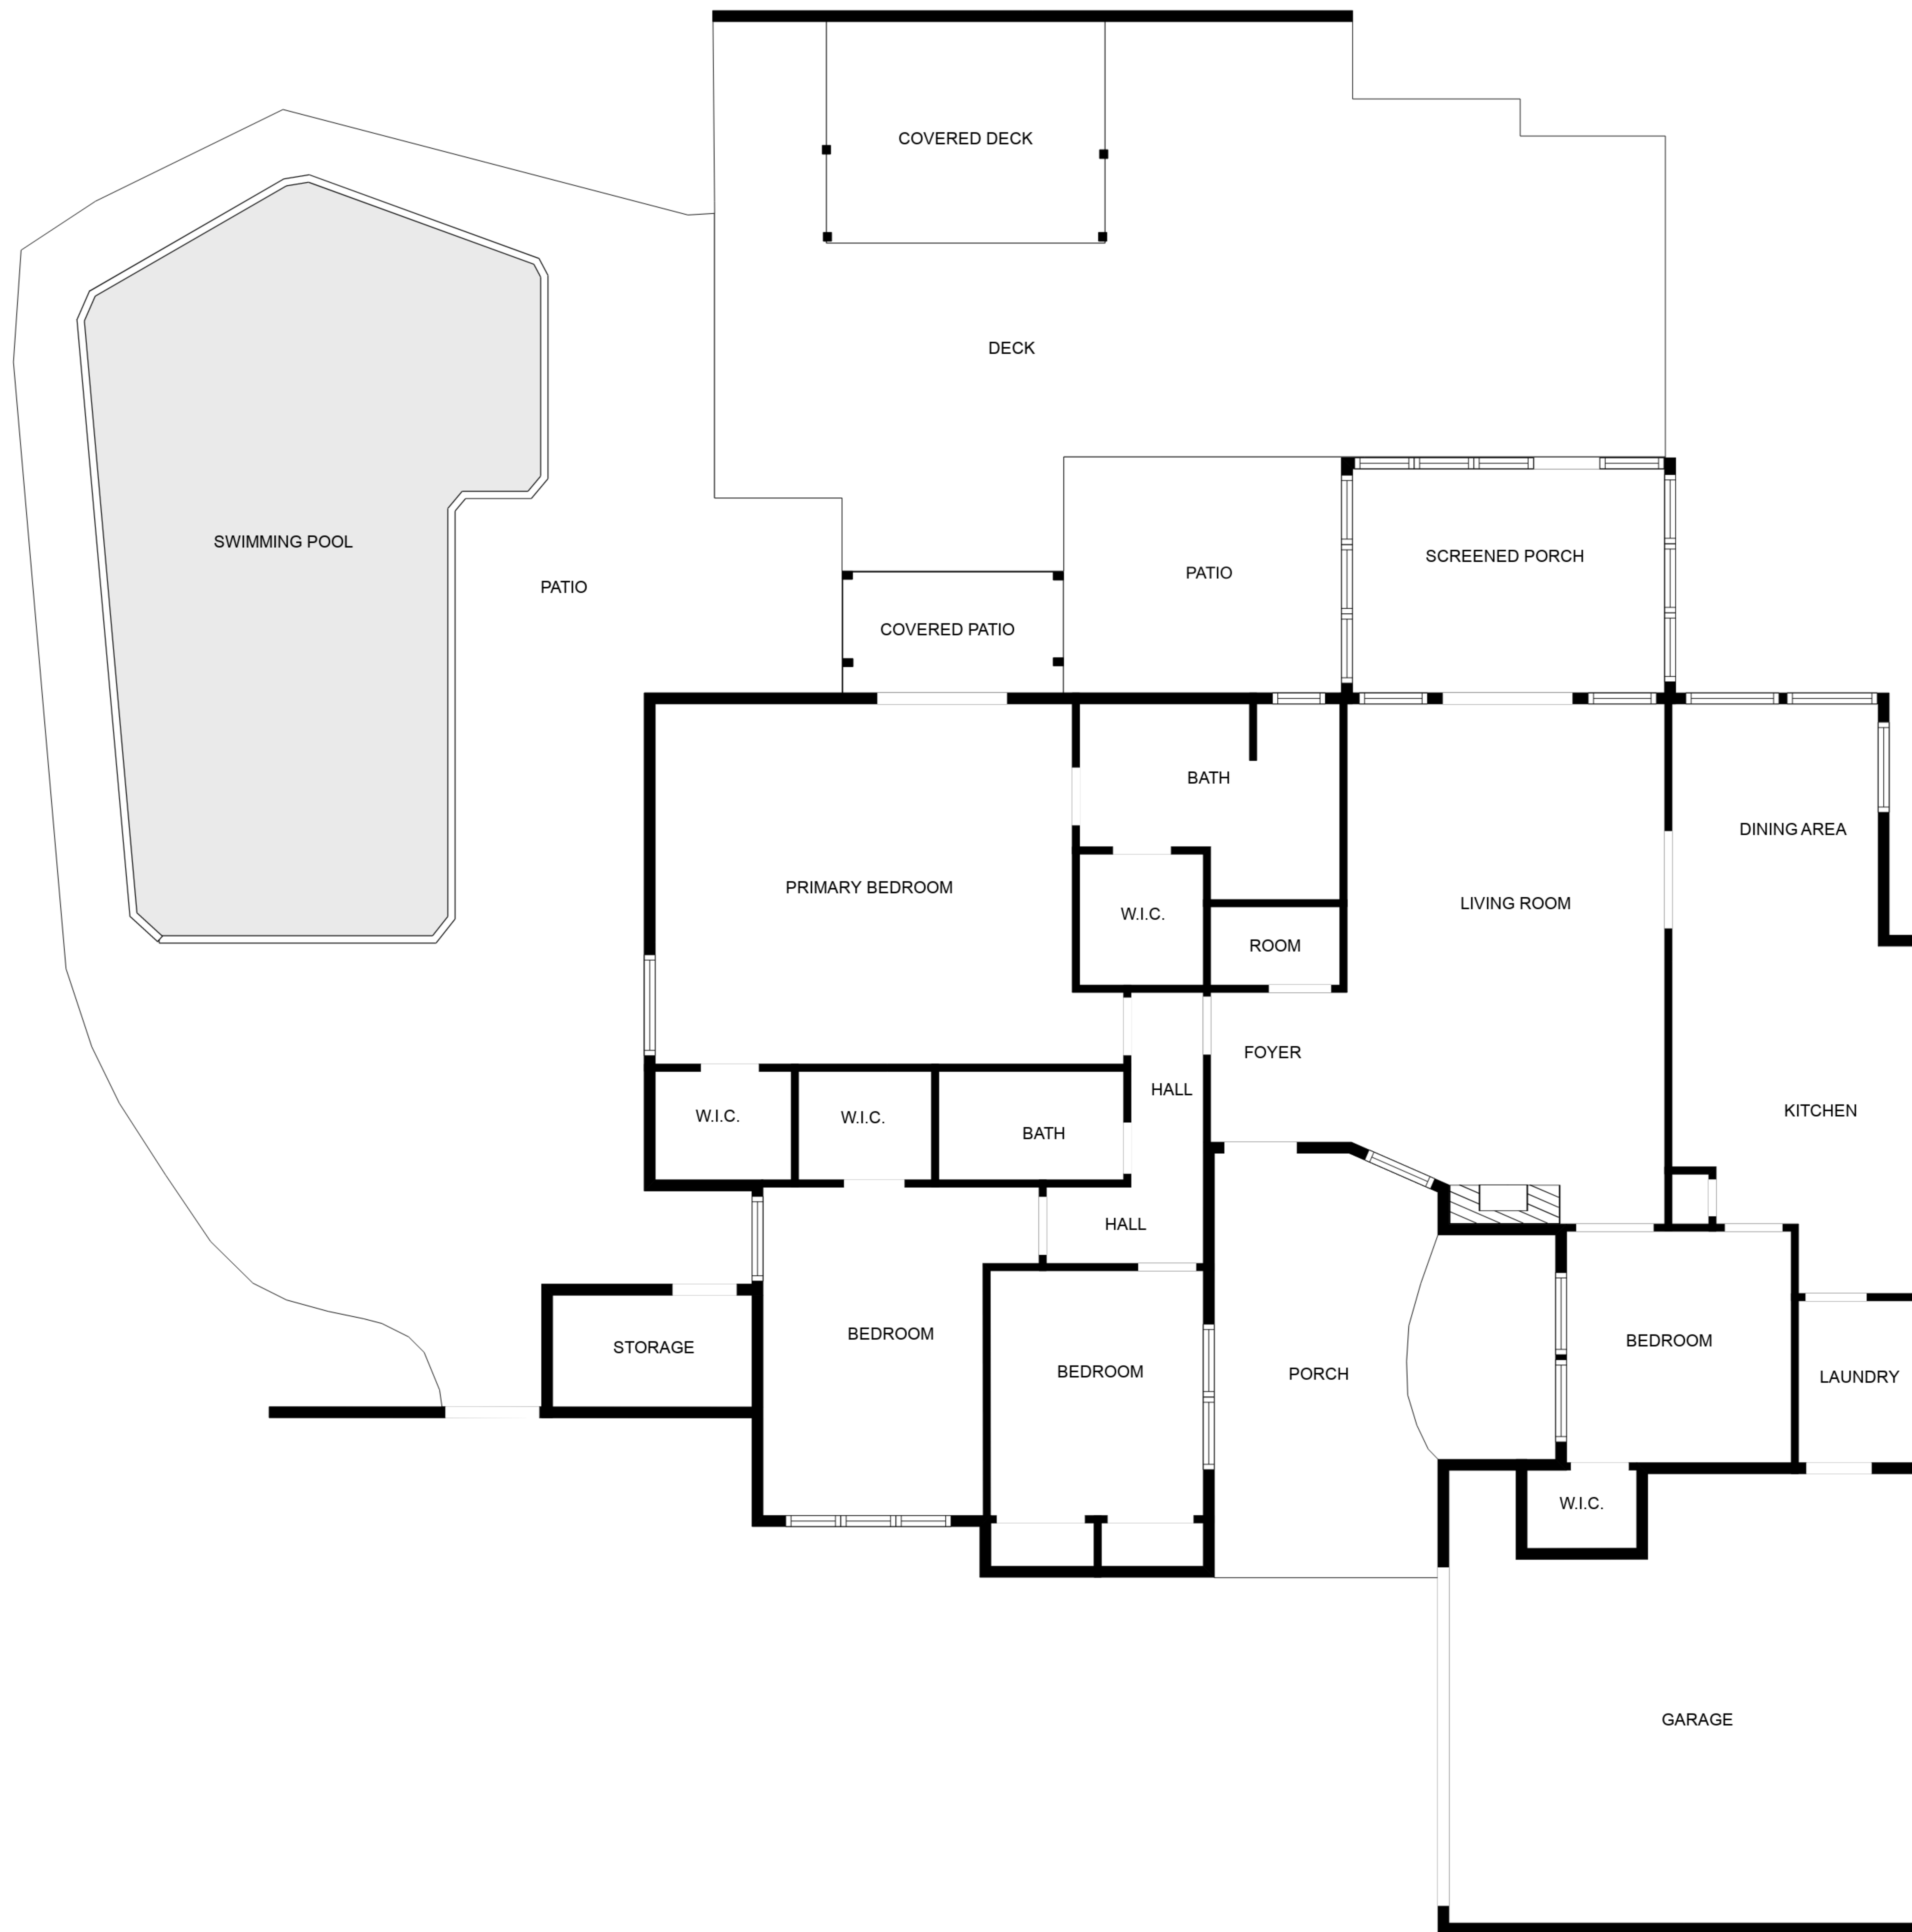 COVERED DECK
DECK
SWIMMING POOL
PATIO
COVERED PATIO
PATIO
SCREENED PORCH
BATH
DINING AREA
PRIMARY BEDROOM
W.I.C.
ROOM
LIVING ROOM
FOYER
HALL
KITCHEN
W.I.C.
W.I.C.
BATH
HALL
STORAGE
BEDROOM
BEDROOM
PORCH
BEDROOM
LAUNDRY
W.I.C.
GARAGE